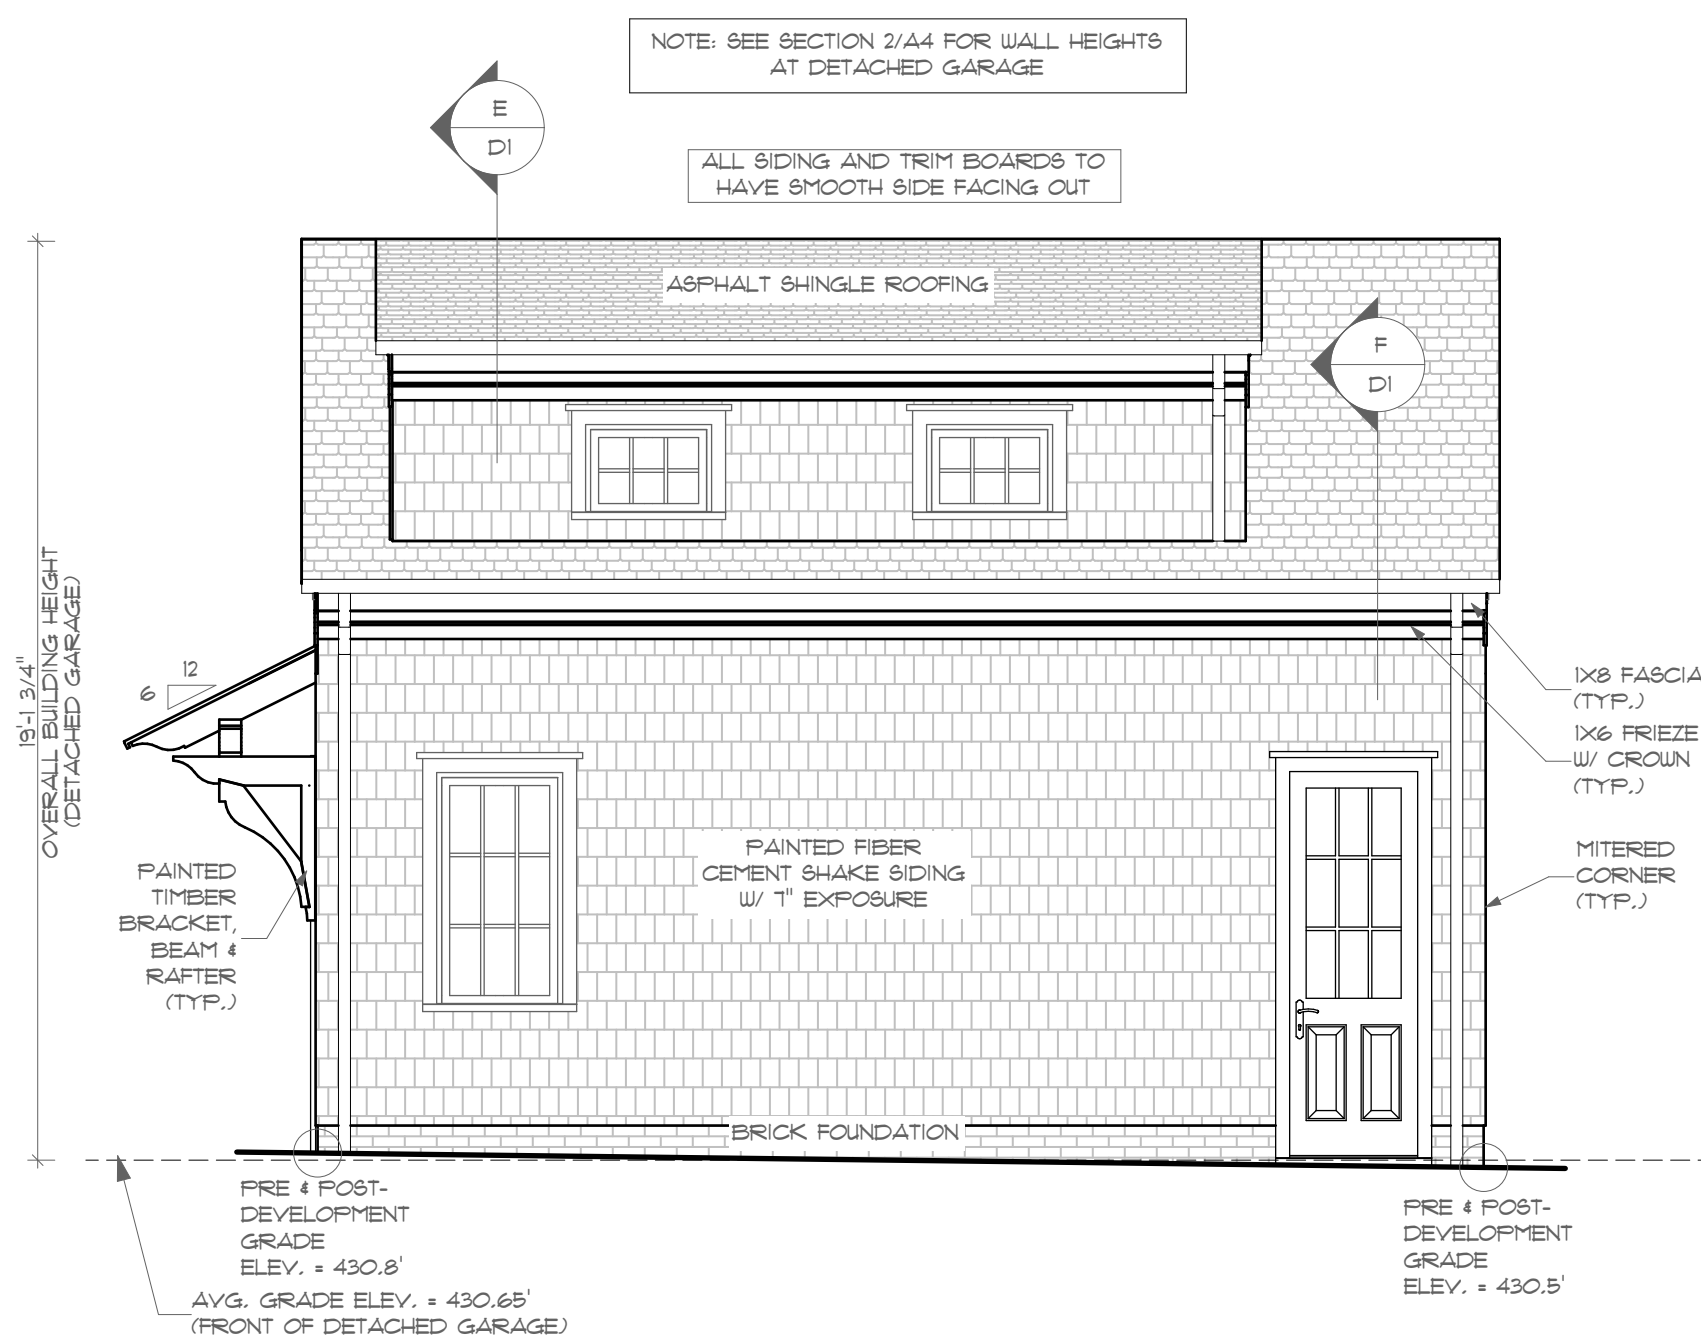 NOTE: SEE SECTION 2/A4 FOR WALL HEIGHTS
AT DETACHED GARAGE
E
D1
ALL SIDING AND TRIM BOARDS TO
HAVE SMOOTH SIDE FACING OUT
ASPHALT SHINGLE ROOFING
F
D1
19'-1 3/4"
OVERALL BUILDING HEIGHT
(DETACHED GARAGE)
12
6
1X8 FASCIA
(TYP.)
1X6 FRIEZE
W/ CROWN
(TYP.)
PAINTED FIBER
CEMENT SHAKE SIDING
W/ 7" EXPOSURE
MITERED
CORNER
(TYP.)
PAINTED
TIMBER
BRACKET,
BEAM &
RAFTER
(TYP.)
BRICK FOUNDATION
PRE & POST-
DEVELOPMENT
GRADE
ELEV. = 430.8'
PRE & POST-
DEVELOPMENT
GRADE
ELEV. = 430.5'
AVG. GRADE ELEV. = 430.65'
(FRONT OF DETACHED GARAGE)